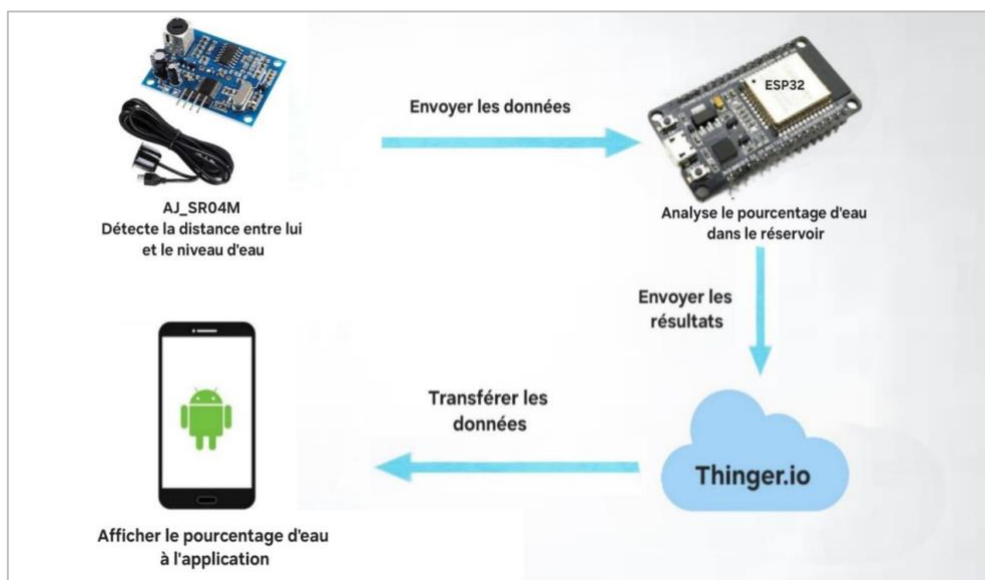 Envoyer les données
ESP32
AJ_SR04M
Détecte la distance entre lui
et le niveau d'eau
Analyse le pourcentage d'eau
dans le réservoir
Envoyer les
résultats
Transférer les
données
Thinger.io
Afficher le pourcentage d'eau
à l'application